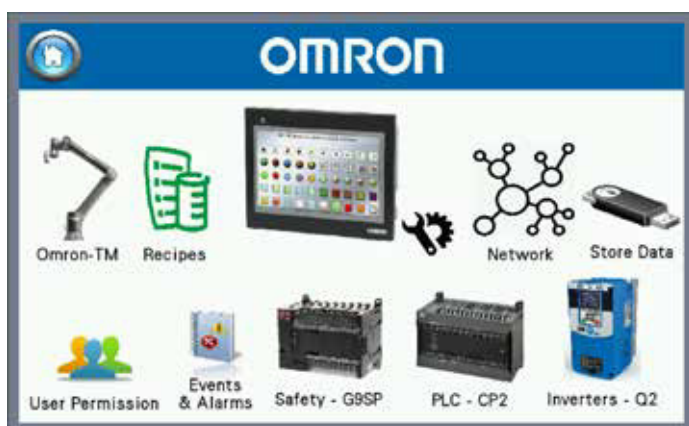 OMRON
Omron-TM
Recipes
Network
Store Data
User Permission
Events
& Alarms
Safety - G9SP
PLC - CP2
Inverters - Q2